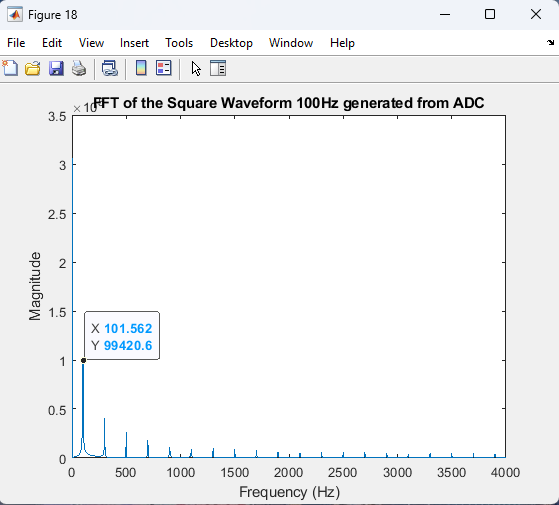 Figure 18
File Edit View Insert Tools Desktop Window Help
FFT of the Square Waveform 100Hz generated from ADC
3.5
3
2.5
2
1.5
1
0.5
0
Magnitude
X 101.562
Y 99420.6
0 500 1000 1500 2000 2500 3000 3500 4000
Frequency (Hz)